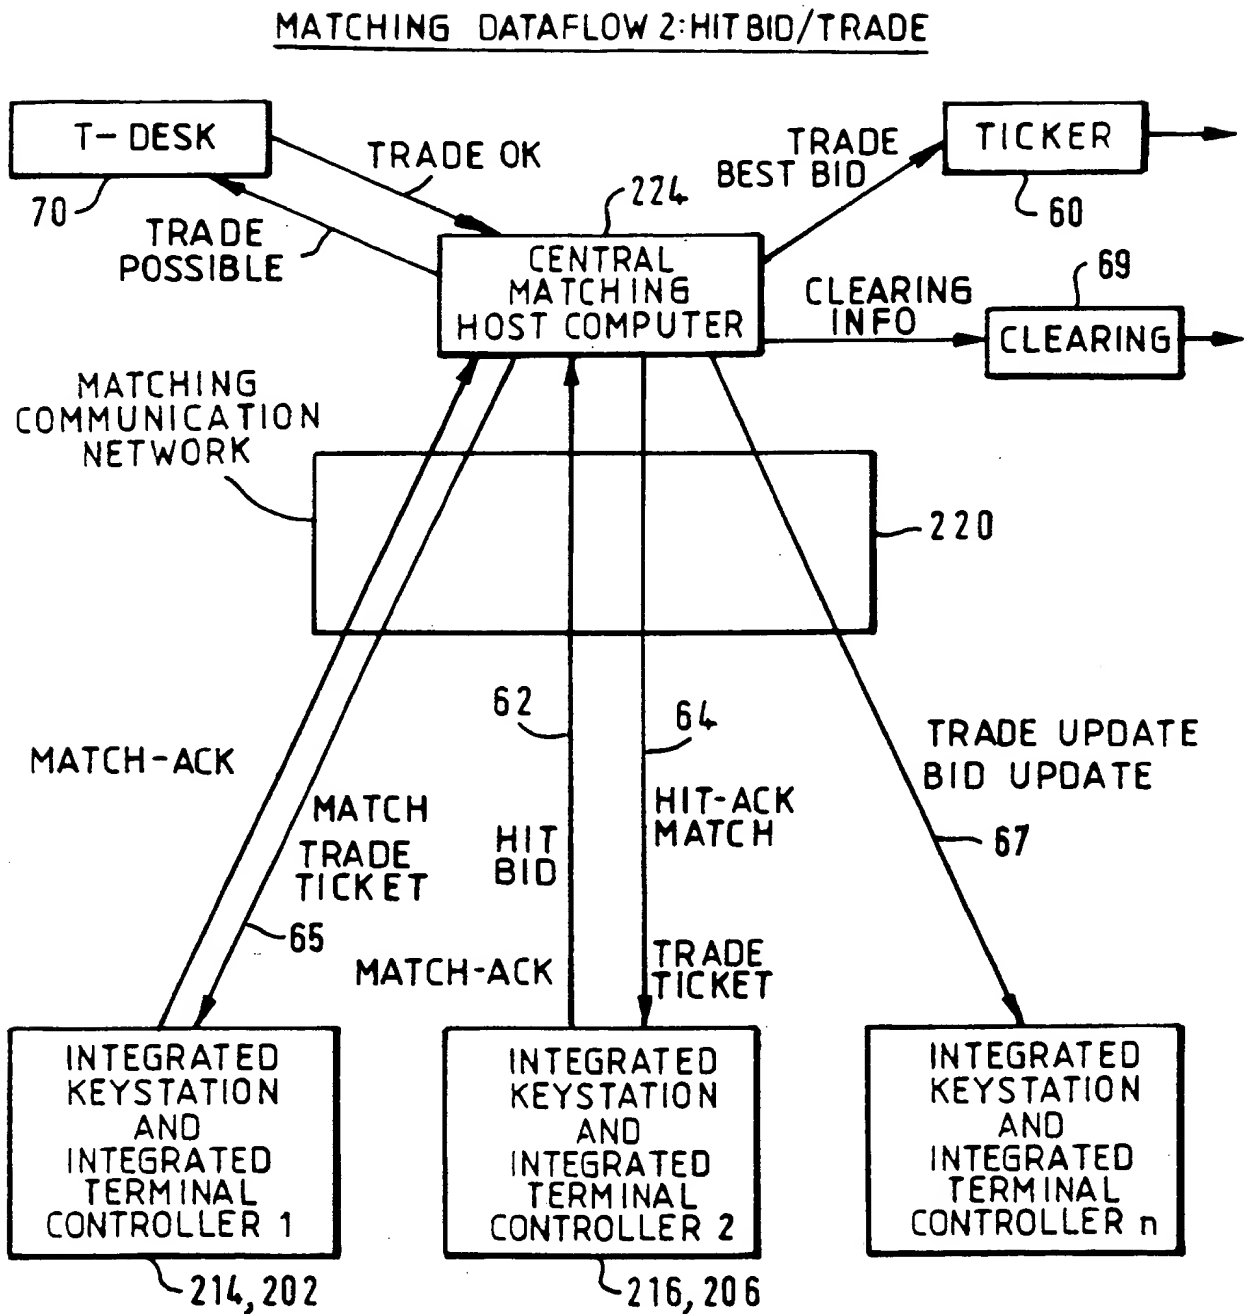 MATCHING DATAFLOW 2:HIT BID/TRADE
T-DESK
70
TRADE OK
TRADE
POSSIBLE
224
CENTRAL
MATCHING
HOST COMPUTER
TRADE
BEST BID
TICKER
60
CLEARING
INFO
69
CLEARING
MATCHING
COMMUNICATION
NETWORK
220
MATCH-ACK
MATCH
TRADE
TICKET
65
62
HIT
BID
MATCH-ACK
64
HIT-ACK
MATCH
TRADE
TICKET
TRADE UPDATE
BID UPDATE
67
INTEGRATED
KEYSTATION
AND
INTEGRATED
TERMINAL
CONTROLLER 1
214,202
INTEGRATED
KEYSTATION
AND
INTEGRATED
TERMINAL
CONTROLLER 2
216,206
INTEGRATED
KEYSTATION
AND
INTEGRATED
TERMINAL
CONTROLLER n